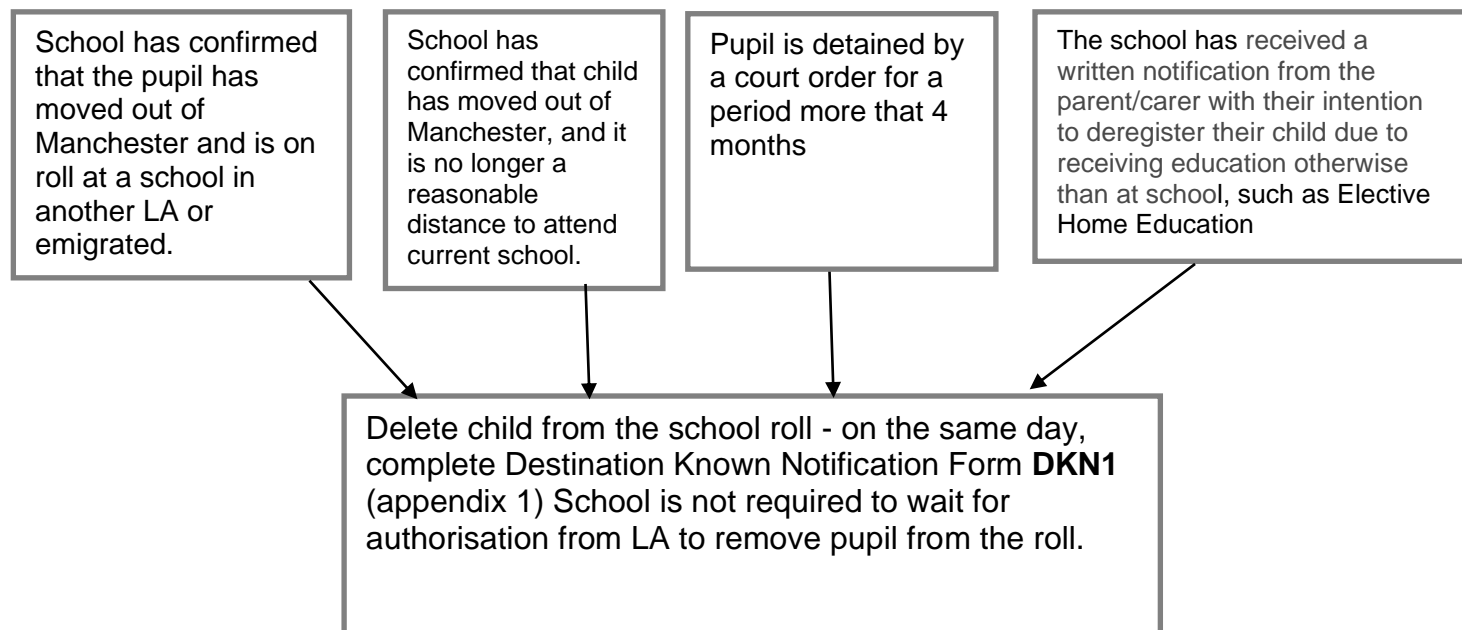 School has confirmed
that the pupil has
moved out of
Manchester and is on
roll at a school in
another LA or
emigrated.
School has
confirmed that child
has moved out of
Manchester, and it
is no longer a
reasonable
distance to attend
current school.
Pupil is detained by
a court order for a
period more that 4
months
The school has received a
written notification from the
parent/carer with their intention
to deregister their child due to
receiving education otherwise
than at school, such as Elective
Home Education
Delete child from the school roll - on the same day,
complete Destination Known Notification Form DKN1
(appendix 1) School is not required to wait for
authorisation from LA to remove pupil from the roll.